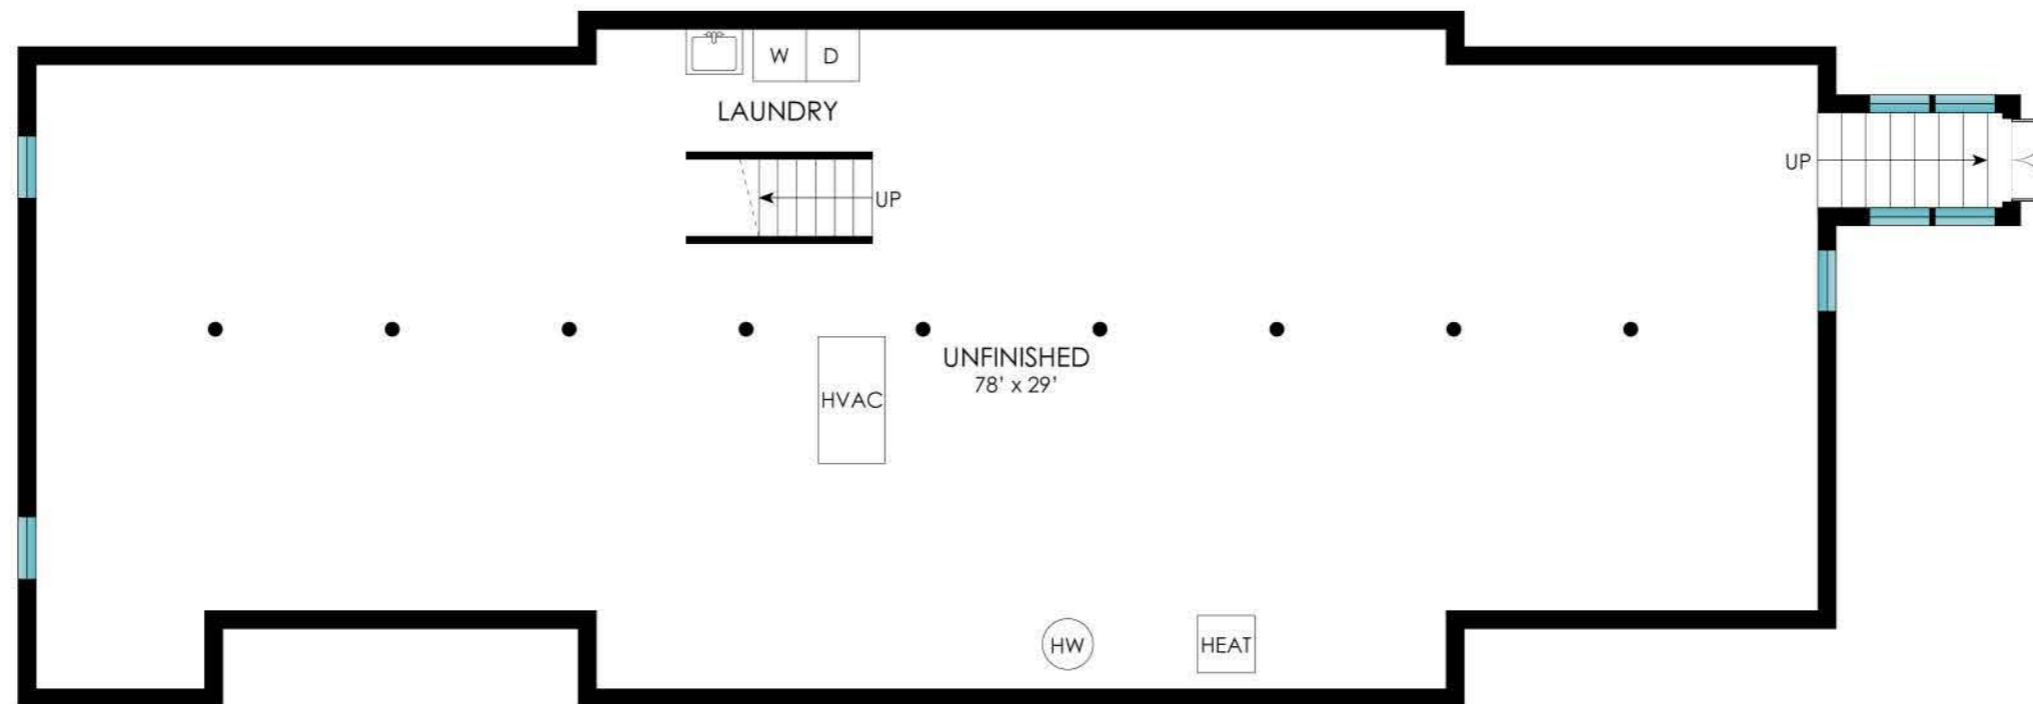 W D
LAUNDRY
UP
UP
UNFINISHED
78’ x 29’
HVAC
HW
HEAT